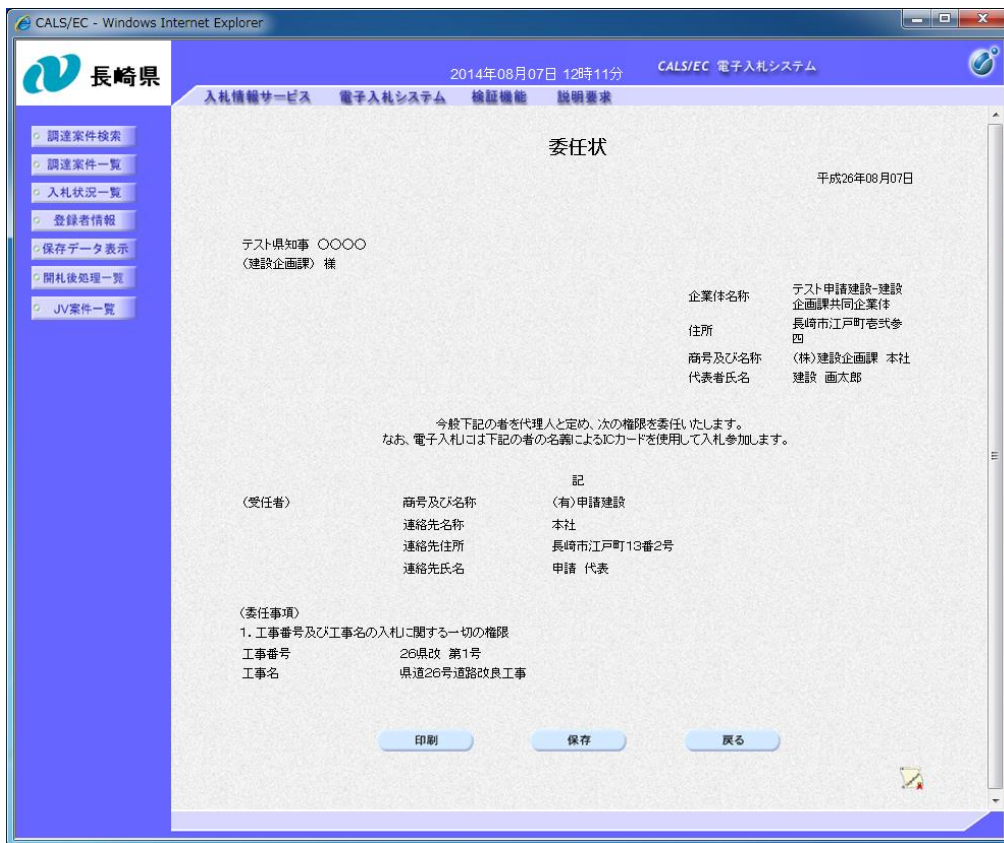 CALS/EC - Windows Internet Explorer
長崎県
2014年08月07日 12時11分
CALS/EC 電子入札システム
入札情報サービス 電子入札システム 検証機能 説明要求
調達案件検索
調達案件一覧
入札状況一覧
登録者情報
保存データ表示
開札後処理一覧
JV案件一覧
委任状
平成26年08月07日
テスト県知事 〇〇〇〇
(建設企画課) 様
企業体名称 テスト申請建設-建設
企画課共同企業体
住所 長崎市江戸町壱弐参
四
商号及び名称 (株)建設企画課 本社
代表者氏名 建設 画太郎
今般下記の者を代理人と定め、次の権限を委任いたします。
なお、電子入札には下記の者の名義によるICカードを使用して入札参加します。
記
(受任者) 商号及び名称 (有)申請建設
連絡先名称 本社
連絡先住所 長崎市江戸町13番2号
連絡先氏名 申請 代表
(委任事項)
1.工事番号及び工事名の入札に関する一切の権限
工事番号 26県改 第1号
工事名 県道26号道路改良工事
印刷 保存 戻る